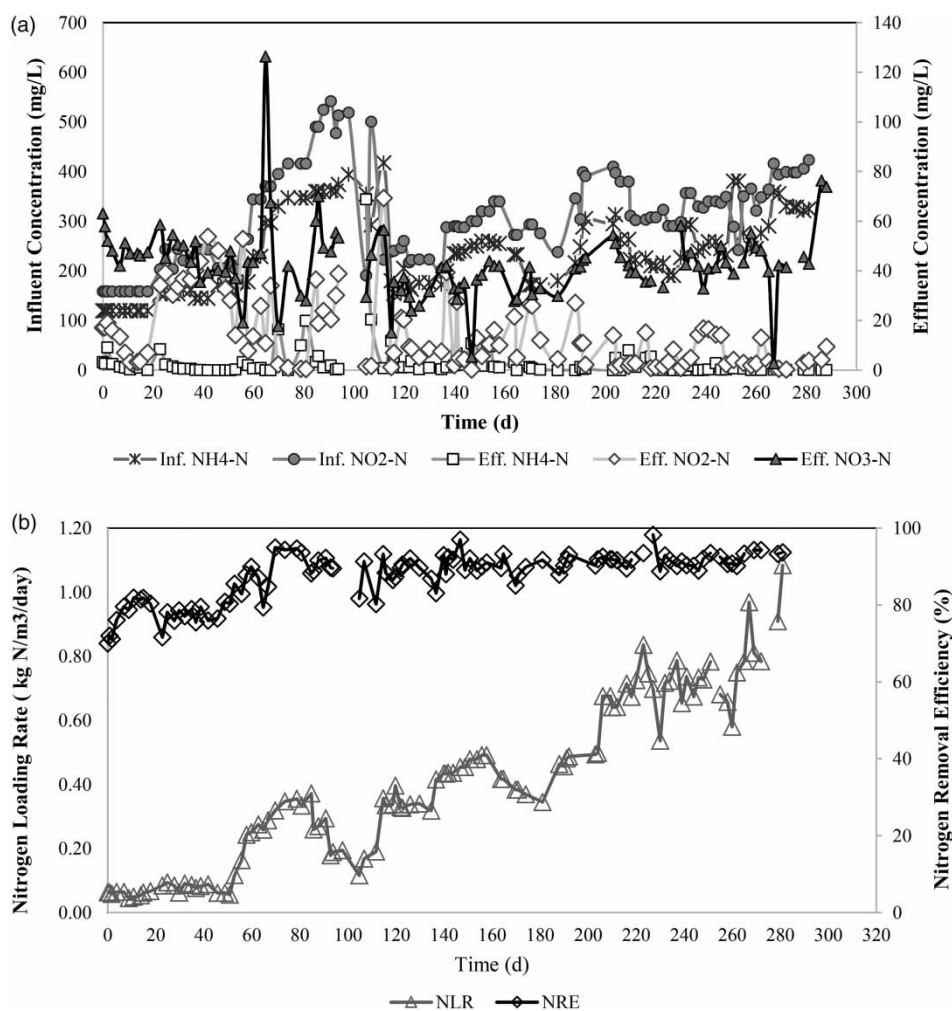 (a)
700
600
500
400
300
200
100
0
Influent Concentration (mg/L)
140
120
100
80
60
40
20
0
Effluent Concentration (mg/L)
0 20 40 60 80 100 120 140 160 180 200 220 240 260 280 300
Time (d)
Inf. NH4-N Inf. NO2-N Eff. NH4-N Eff. NO2-N Eff. NO3-N
(b)
1.20
1.00
0.80
0.60
0.40
0.20
0.00
Nitrogen Loading Rate ( kg N/m3/day)
100
80
60
40
20
0
Nitrogen Removal Efficiency (%)
0 20 40 60 80 100 120 140 160 180 200 220 240 260 280 300 320
Time (d)
NLR NRE